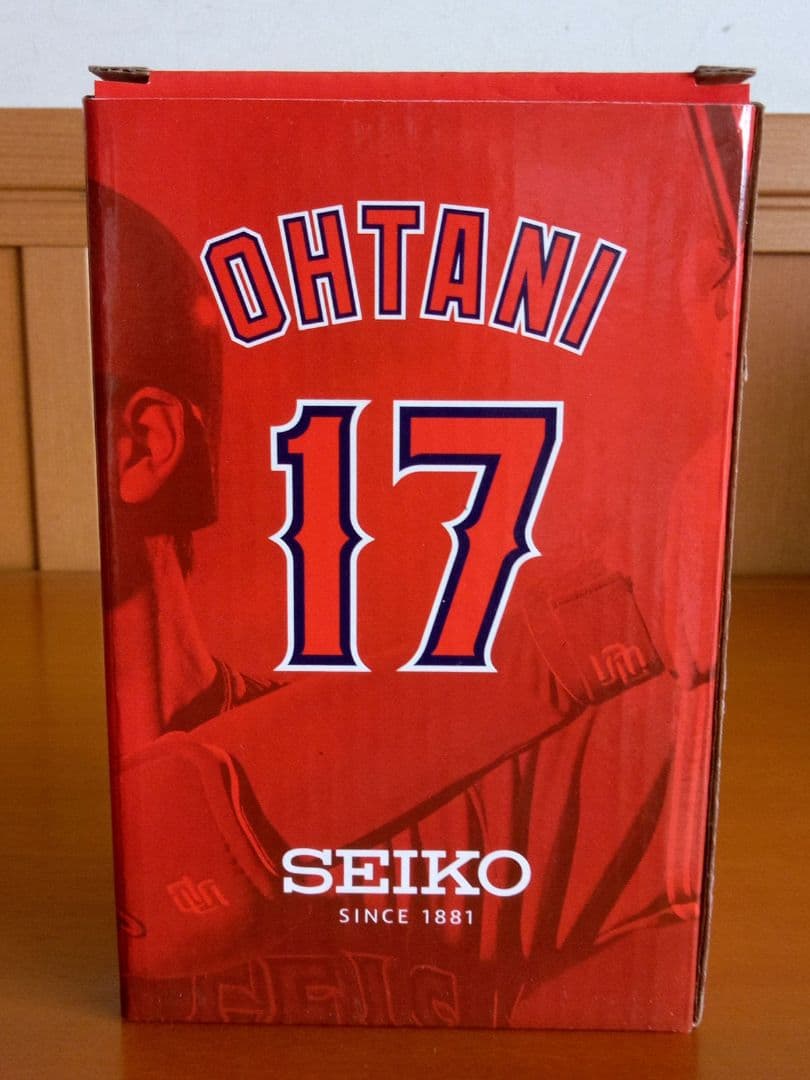 OHTANI
17
SEIKO
SINCE 1881